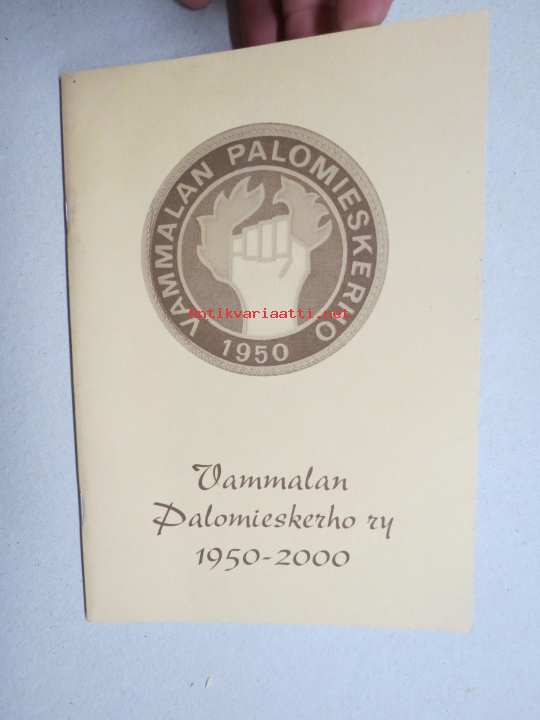 VAMMALAN PALOMIESKERHO
1950
Antikvariaatti.net
Vammalan
Palomieskerho ry
1950-2000